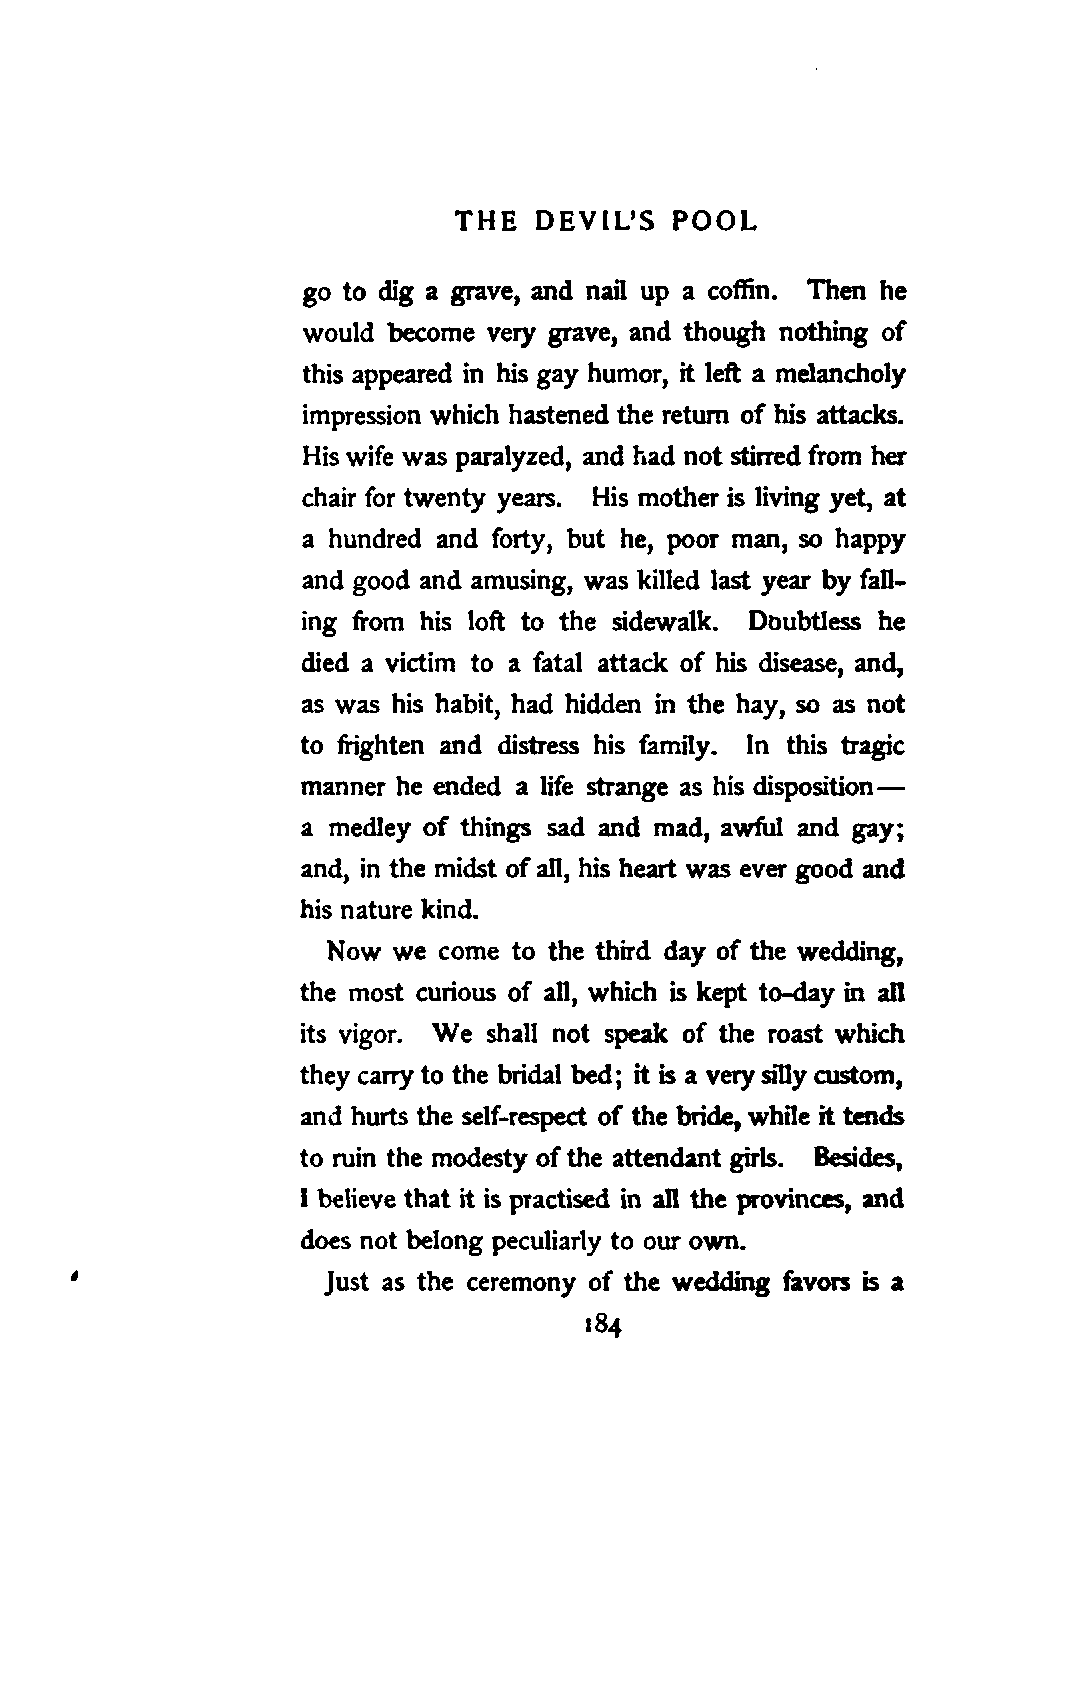 THE DEVIL'S POOL
go to dig a grave, and nail up a coffin. Then he
would become very grave, and though nothing of
this appeared in his gay humor, it left a melancholy
impression which hastened the return of his attacks.
His wife was paralyzed, and had not stirred from her
chair for twenty years. His mother is living yet, at
a hundred and forty, but he, poor man, so happy
and good and amusing, was killed last year by fall-
ing from his loft to the sidewalk. Doubtless he
died a victim to a fatal attack of his disease, and,
as was his habit, had hidden in the hay, so as not
to frighten and distress his family. In this tragic
manner he ended a life strange as his disposition—
a medley of things sad and mad, awful and gay;
and, in the midst of all, his heart was ever good and
his nature kind.
Now we come to the third day of the wedding,
the most curious of all, which is kept to-day in all
its vigor. We shall not speak of the roast which
they carry to the bridal bed; it is a very silly custom,
and hurts the self-respect of the bride, while it tends
to ruin the modesty of the attendant girls. Besides,
I believe that it is practised in all the provinces, and
does not belong peculiarly to our own.
Just as the ceremony of the wedding favors is a
184